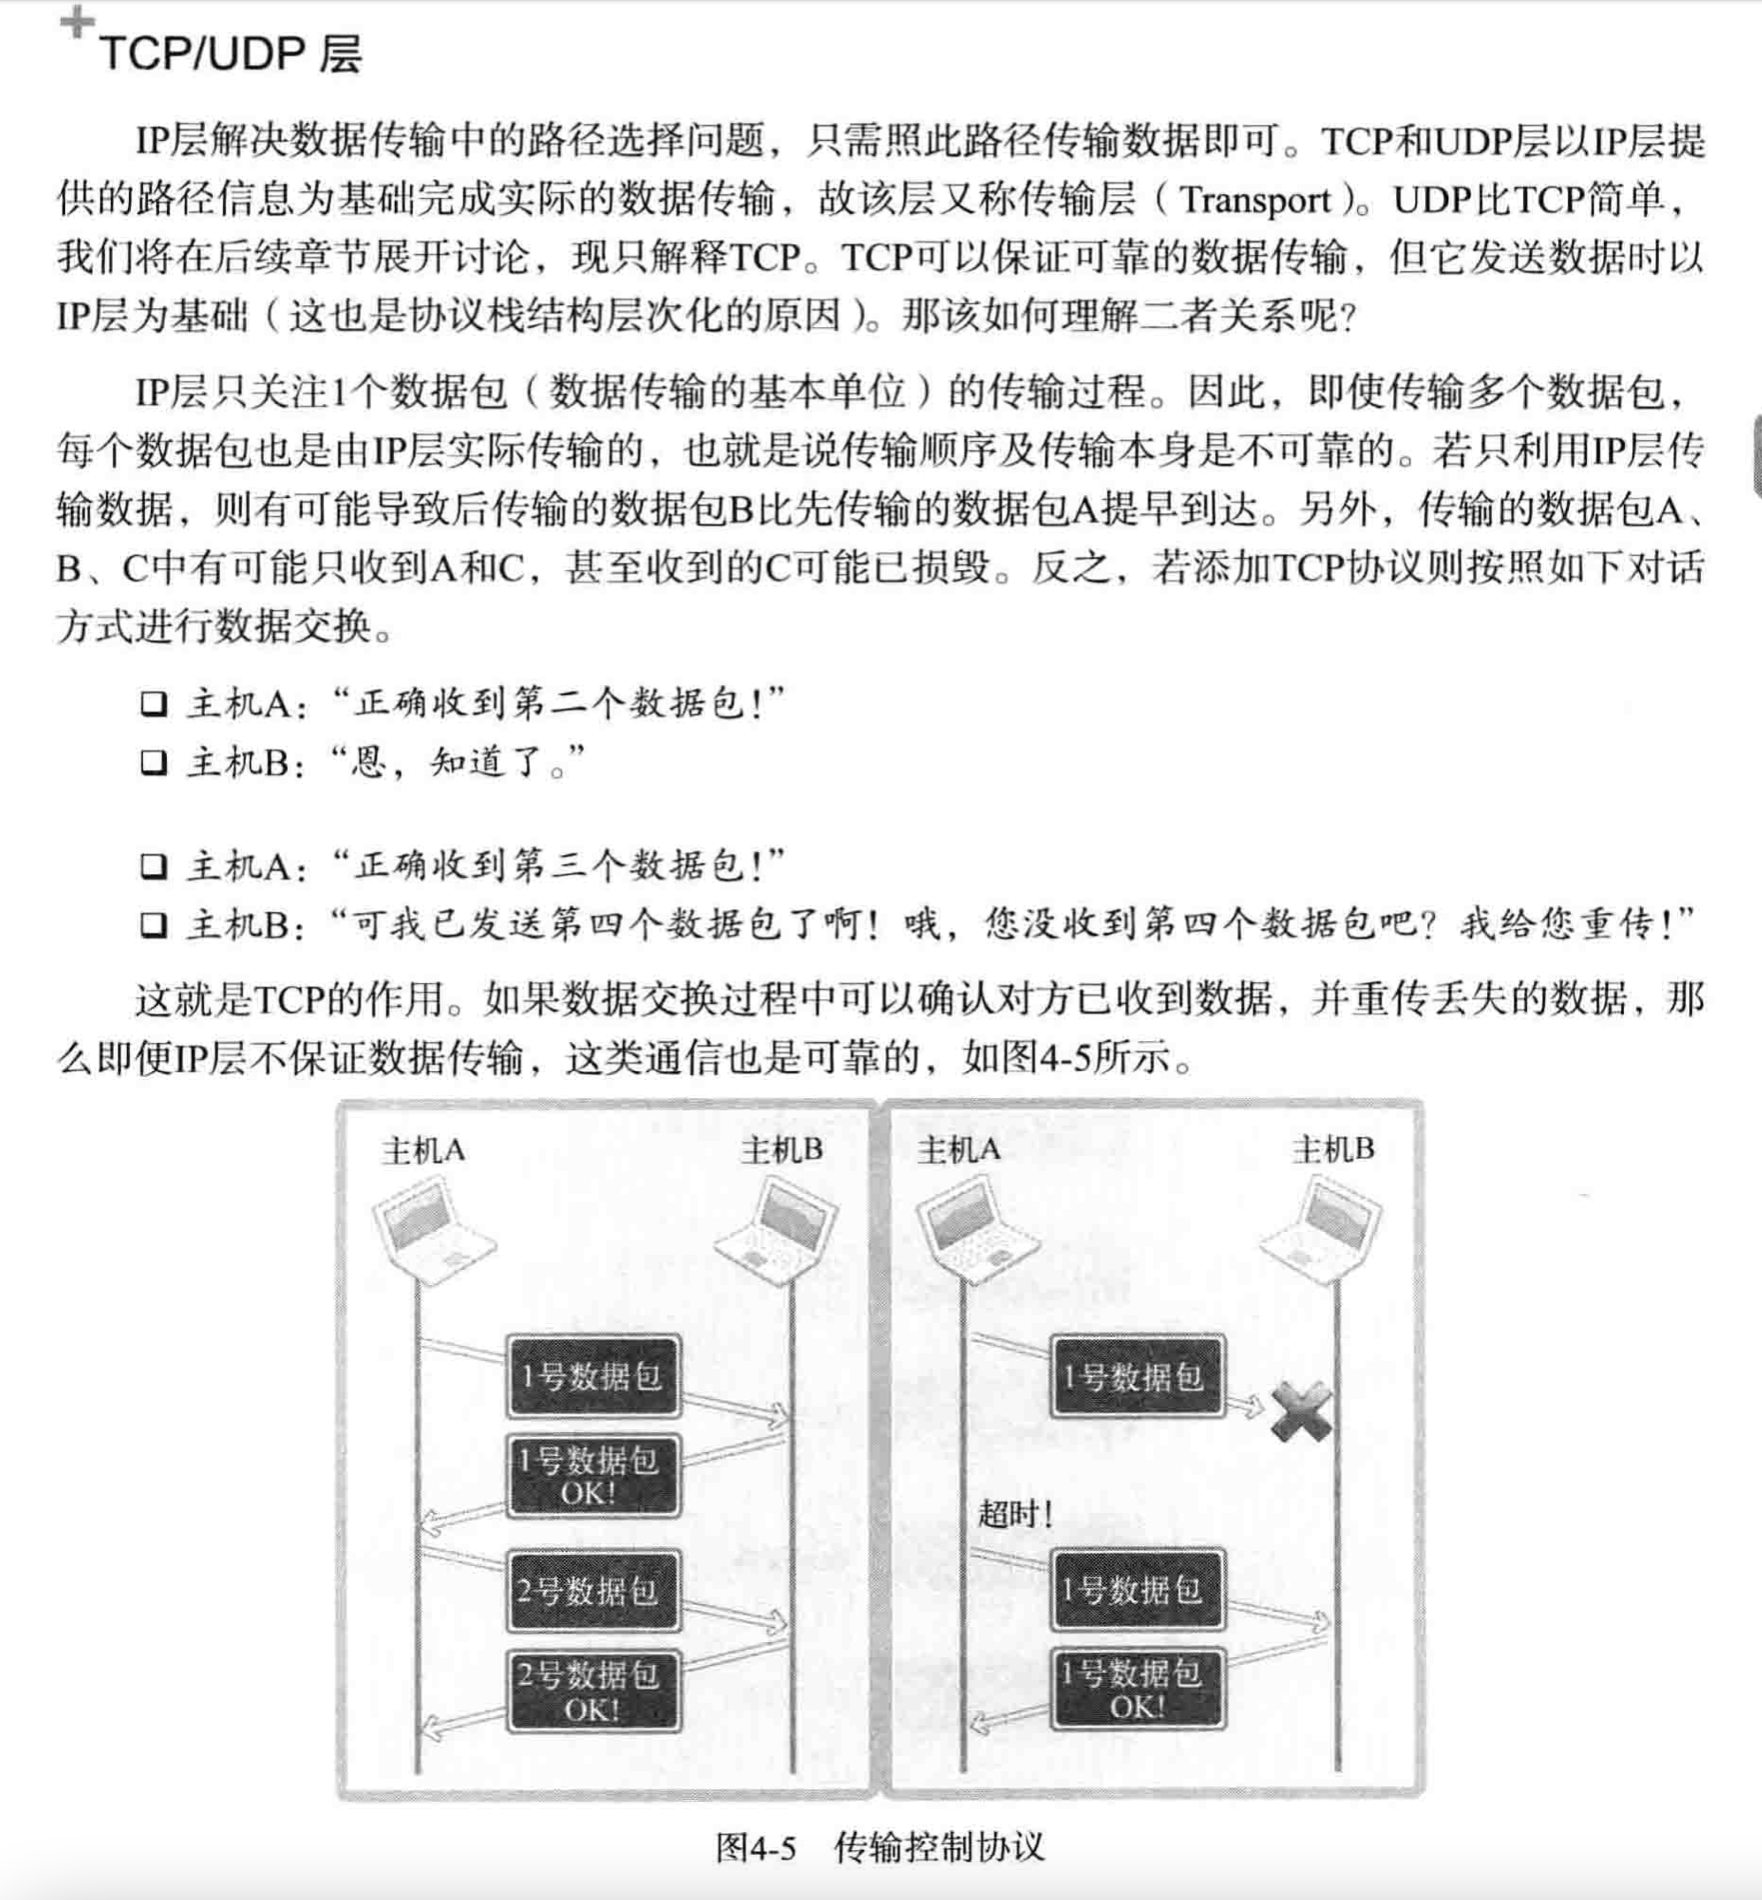 TCP/UDP 层
IP层解决数据传输中的路径选择问题，只需照此路径传输数据即可。TCP和UDP层以IP层提
供的路径信息为基础完成实际的数据传输，故该层又称传输层（Transport）。UDP比TCP简单，
我们将在后续章节展开讨论，现只解释TCP。TCP可以保证可靠的数据传输，但它发送数据时以
IP层为基础（这也是协议栈结构层次化的原因）。那该如何理解二者关系呢？
IP层只关注1个数据包（数据传输的基本单位）的传输过程。因此，即使传输多个数据包，
每个数据包也是由IP层实际传输的，也就是说传输顺序及传输本身是不可靠的。若只利用IP层传
输数据，则有可能导致后传输的数据包B比先传输的数据包A提早到达。另外，传输的数据包A、
B、C中有可能只收到A和C，甚至收到的C可能已损毁。反之，若添加TCP协议则按照如下对话
方式进行数据交换。
❑ 主机A：“正确收到第二个数据包！”
❑ 主机B：“恩，知道了。”
❑ 主机A：“正确收到第三个数据包！”
❑ 主机B：“可我已发送第四个数据包了啊！哦，您没收到第四个数据包吧？我给您重传！”
这就是TCP的作用。如果数据交换过程中可以确认对方已收到数据，并重传丢失的数据，那
么即便IP层不保证数据传输，这类通信也是可靠的，如图4-5所示。
主机A
主机B
1号数据包
1号数据包
OK!
2号数据包
2号数据包
OK!
主机A
主机B
1号数据包
超时！
1号数据包
1号数据包
OK!
图4-5 传输控制协议